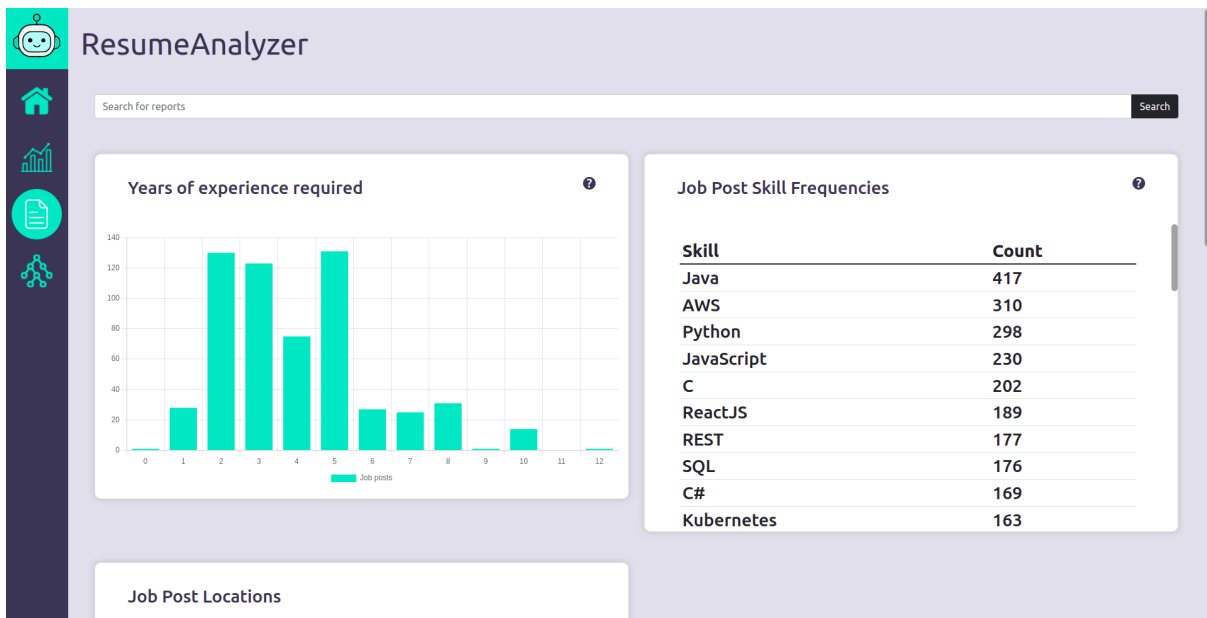 ResumeAnalyzer
Search for reports
Search
Years of experience required
?
140
120
100
80
60
40
20
0
0 1 2 3 4 5 6 7 8 9 10 11 12
Job posts
Job Post Skill Frequencies
?
Skill Count
Java 417
AWS 310
Python 298
JavaScript 230
C 202
ReactJS 189
REST 177
SQL 176
C# 169
Kubernetes 163
Job Post Locations